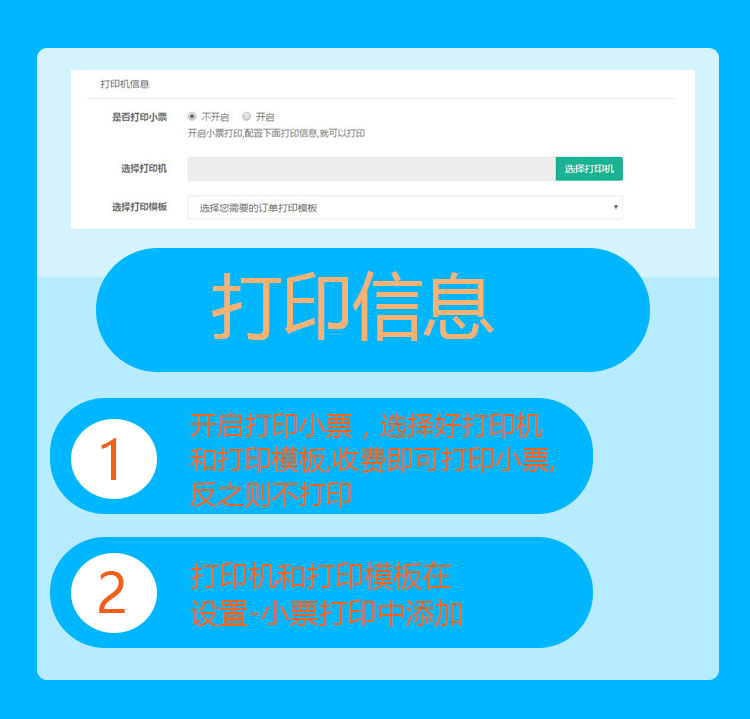 打印机信息
是否打印小票 不开启 开启
开启小票打印,配置下面打印信息,就可以打印
选择打印机 选择打印机
选择打印模板 选择您需要的订单打印模板
打印信息
1
开启打印小票，选择好打印机
和打印模板,收费即可打印小票,
反之则不打印
2
打印机和打印模板在
设置-小票打印中添加